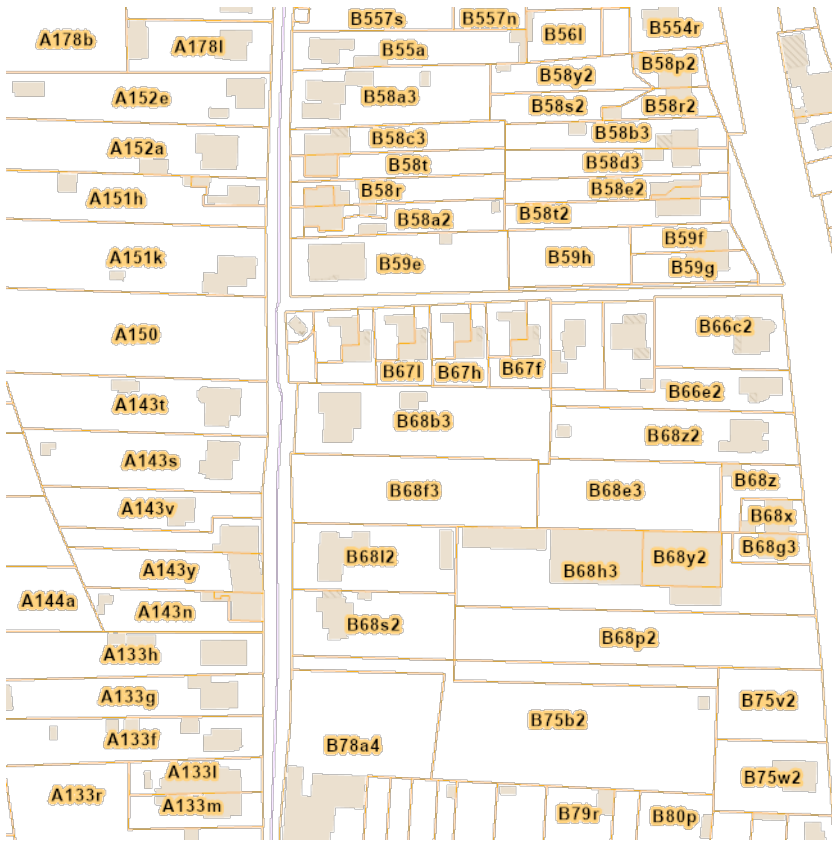 B557s
B557n
B56l
B554r
A178b
A178l
B55a
B58p2
B58y2
A152e
B58a3
B58s2
B58r2
B58c3
B58b3
A152a
B58t
B58d3
A151h
B58r
B58e2
B58a2
B58t2
A151k
B59e
B59h
B59f
B59g
A150
B66c2
B67l
B67h
B67f
A143t
B68b3
B66e2
A143s
B68z2
A143v
B68f3
B68e3
B68z
B68x
A143y
B68l2
B68h3
B68y2
B68g3
A144a
A143n
B68s2
B68p2
A133h
A133g
B75v2
A133f
B78a4
B75b2
A133l
B75w2
A133r
A133m
B79r
B80p